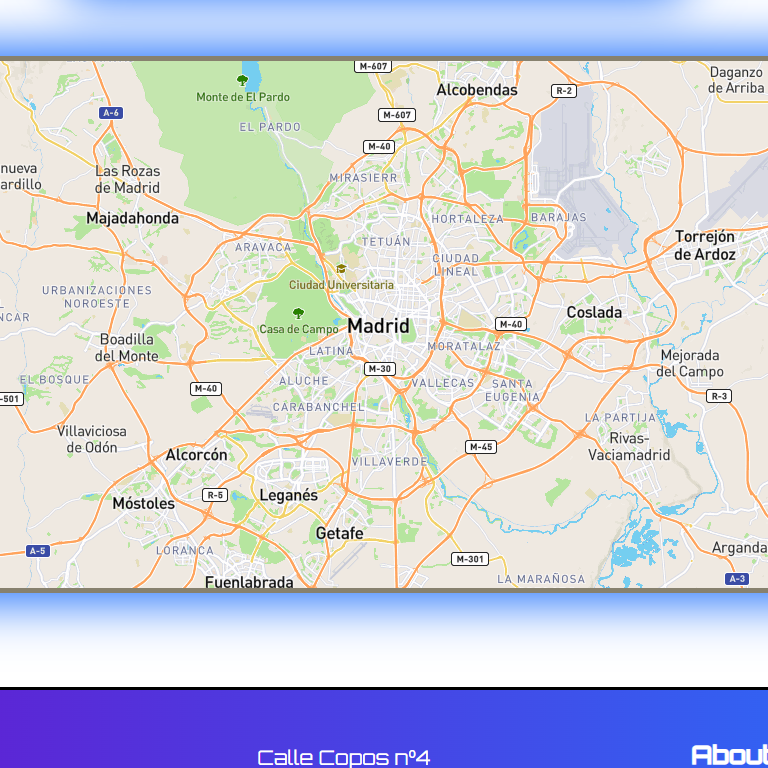 M-607
Daganzo
de Arriba
Alcobendas
R-2
Monte de El Pardo
A-6
M-607
EL PARDO
M-40
nueva
ardillo
Las Rozas
de Madrid
MIRASIERR
Majadahonda
HORTALEZA
BARAJAS
TETUÁN
ARAVACA
Torrejón
de Ardoz
CIUDAD
LINEAL
Ciudad Universitaria
URBANIZACIONES
NOROESTE
NCAR
Casa de Campo
Madrid
M-40
Coslada
Boadilla
del Monte
LATINA
MORATALAZ
Mejorada
del Campo
M-30
EL BOSQUE
ALUCHE
VALLECAS
SANTA
EUGENIA
M-40
-501
R-3
CARABANCHEL
LA PARTIJA
Villaviciosa
de Odón
Rivas-
Vaciamadrid
M-45
Alcorcón
VILLAVERDE
R-5
Leganés
Móstoles
Getafe
A-5
LORANCA
M-301
Arganda
Fuenlabrada
LA MARAÑOSA
A-3
Calle Copos nº4
About